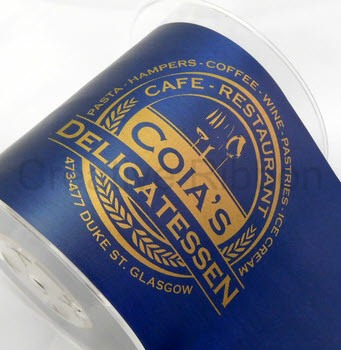 PASTA - HAMPERS - COFFEE - WINE - PASTRIES - ICE CREAM
CAFE - RESTAURANT
COIA'S
DELICATESSEN
473-477 DUKE ST. GLASGOW